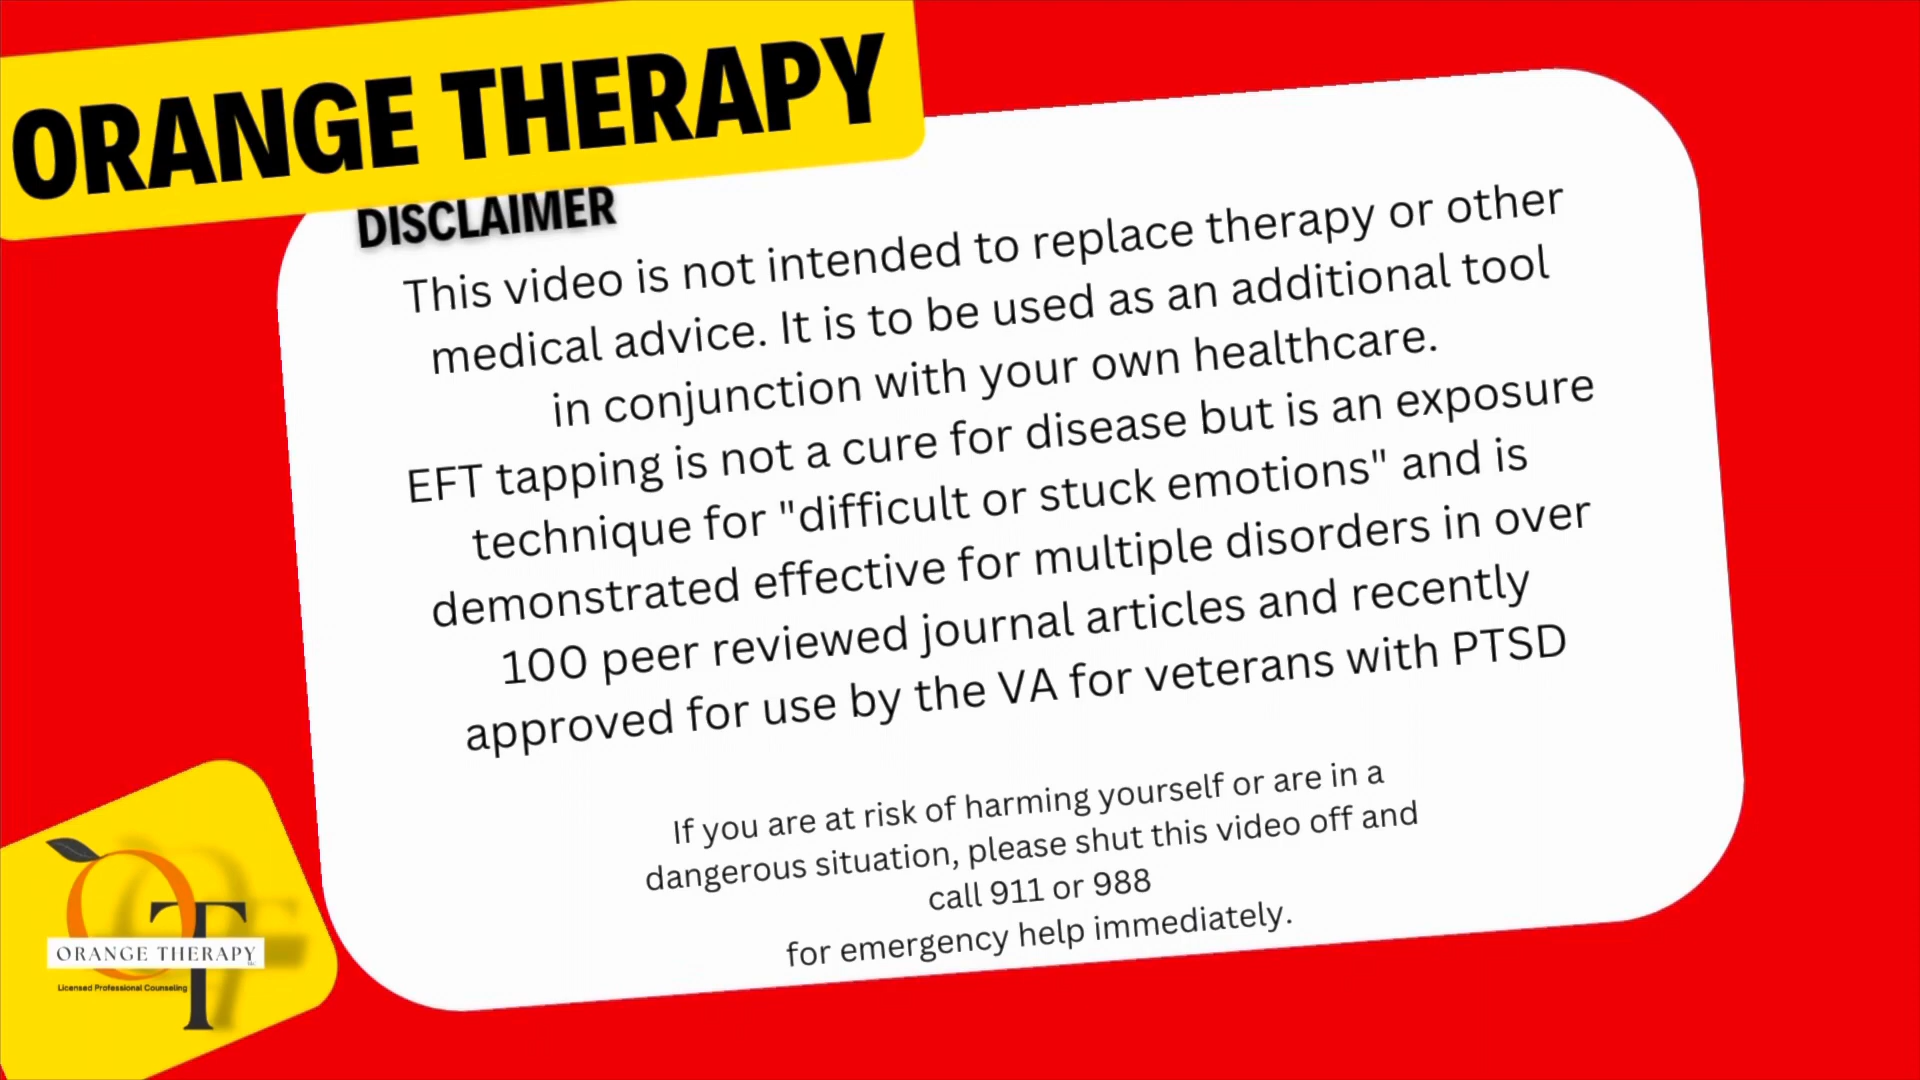 ORANGE THERAPY
DISCLAIMER
This video is not intended to replace therapy or other
medical advice. It is to be used as an additional tool
in conjunction with your own healthcare.
EFT tapping is not a cure for disease but is an exposure
technique for "difficult or stuck emotions" and is
demonstrated effective for multiple disorders in over
100 peer reviewed journal articles and recently
approved for use by the VA for veterans with PTSD
If you are at risk of harming yourself or are in a
dangerous situation, please shut this video off and
call 911 or 988
for emergency help immediately.
OT
ORANGE THERAPY
Licensed Professional Counseling